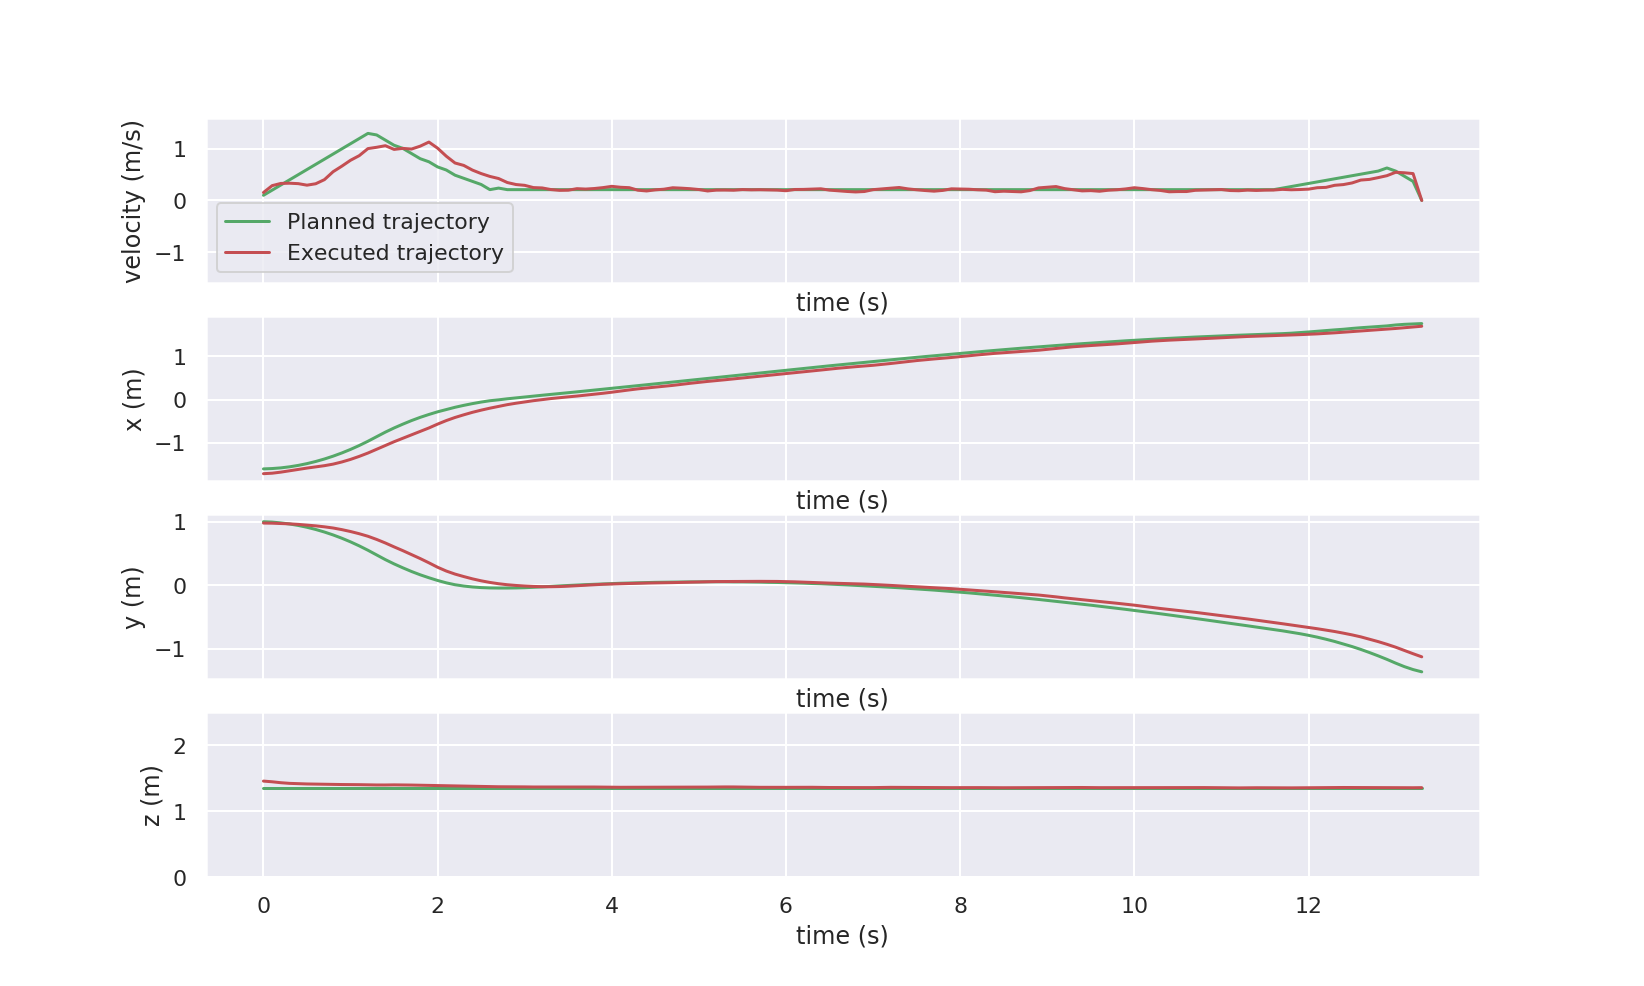 velocity (m/s)
1
0
−1
Planned trajectory
Executed trajectory
time (s)
x (m)
1
0
−1
time (s)
y (m)
1
0
−1
time (s)
z (m)
2
1
0
0 2 4 6 8 10 12
time (s)